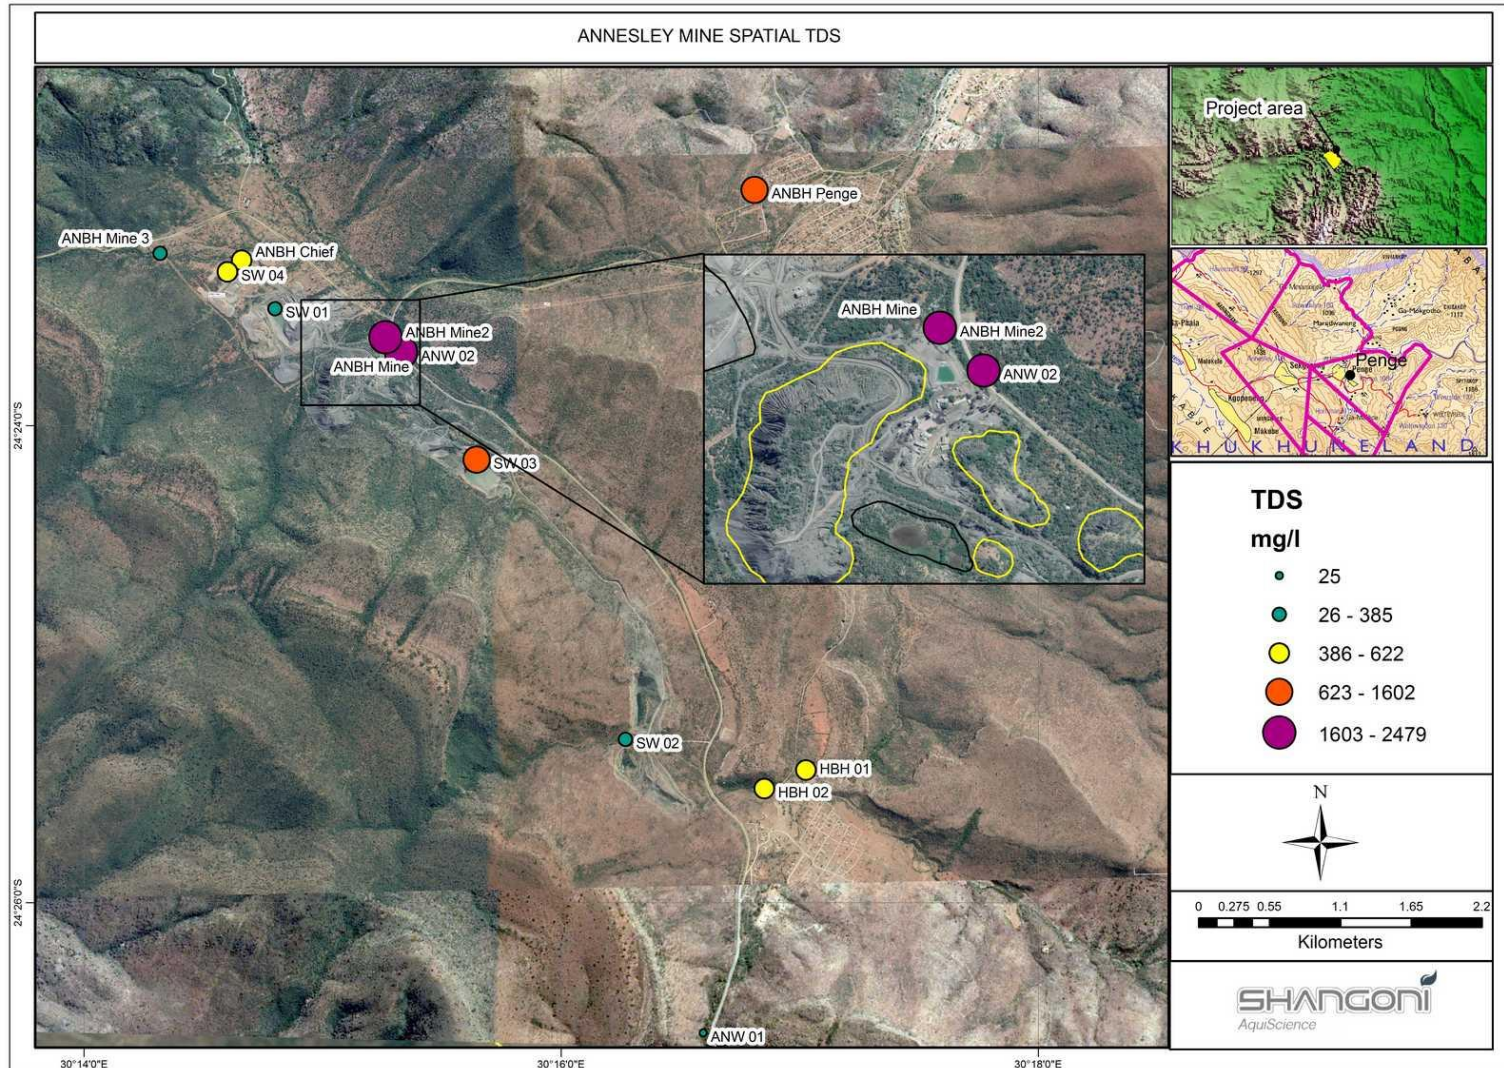 ANNESLEY MINE SPATIAL TDS
Project area
ANBH Penge
ANBH Mine 3
ANBH Chief
SW 04
SW 01
ANBH Mine2
ANW 02
ANBH Mine
ANBH Mine
ANBH Mine2
ANW 02
SW 03
SW 02
HBH 01
HBH 02
ANW 01
24°24'0"S
24°26'0"S
30°14'0"E
30°16'0"E
30°18'0"E
Penge
Penge
Kgopaneng
KHUKHUNELAND
TDS
mg/l
25
26 - 385
386 - 622
623 - 1602
1603 - 2479
N
0 0.275 0.55 1.1 1.65 2.2
Kilometers
SHANGONI
AquiScience